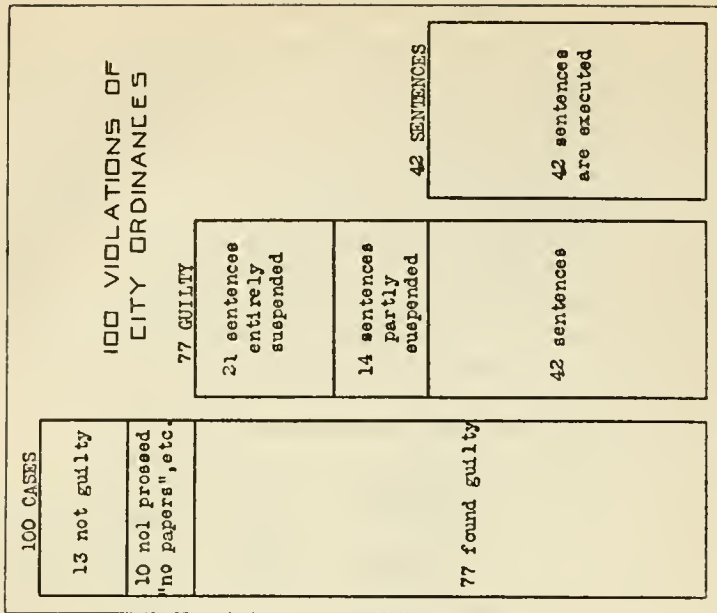 100 VIOLATIONS OF
CITY ORDINANCES
100 CASES
13 not guilty
10 nol prossed
"no papers",etc.
77 found guilty
77 GUILTY
21 sentences
entirely
suspended
14 sentences
partly
suspended
42 sentences
42 SENTENCES
42 sentences
are executed